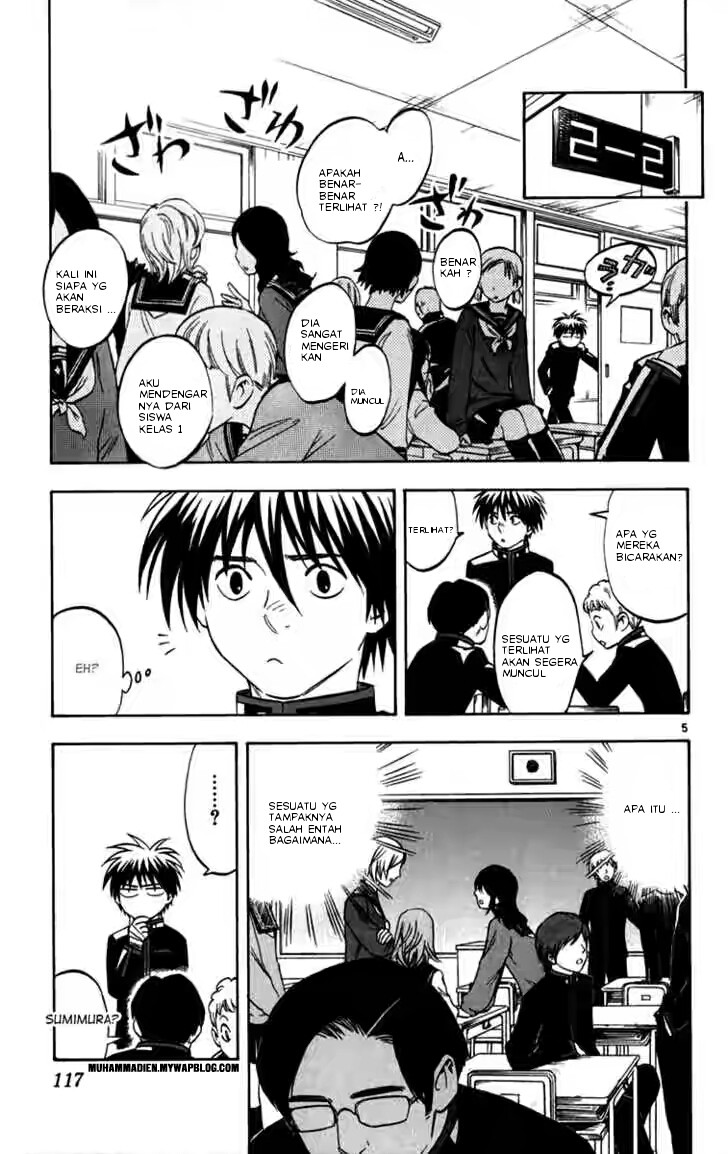 2-2
ガラッ
ざわ
ざわ
A...
APAKAH
BENAR-
BENAR
TERLIHAT ?!
BENAR
KAH ?
KALI INI
SIAPA YG
AKAN
BERAKSI ...
DIA
SANGAT
MENGERI
KAN
DIA
MUNCUL
AKU
MENDENGAR
NYA DARI
SISWA
KELAS 1
TERLIHAT?
APA YG
MEREKA
BICARAKAN?
SESUATU YG
TERLIHAT
AKAN SEGERA
MUNCUL
EH?
5
APA ITU ...
SESUATU YG
TAMPAKNYA
SALAH ENTAH
BAGAIMANA...
......?
SUMIMURA?
117
MUHAMMADIEN.MYWAPBLOG.COM